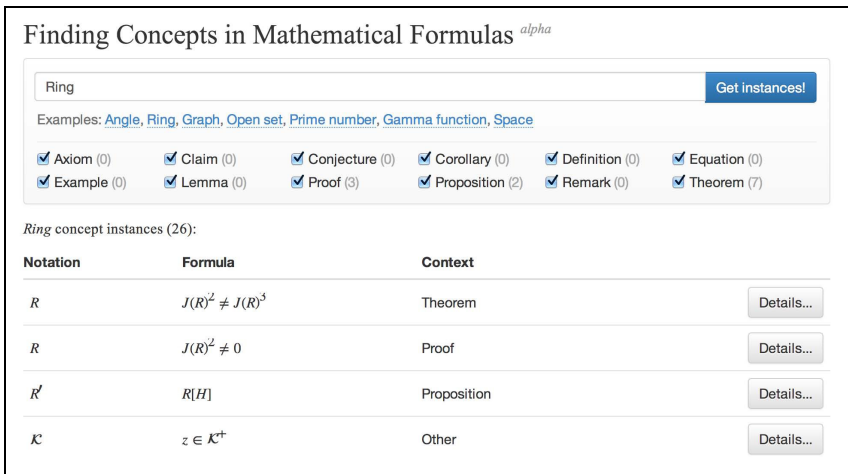 Finding Concepts in Mathematical Formulas alpha
Ring Get instances!
Examples: Angle, Ring, Graph, Open set, Prime number, Gamma function, Space
Axiom (0) Claim (0) Conjecture (0) Corollary (0) Definition (0) Equation (0)
Example (0) Lemma (0) Proof (3) Proposition (2) Remark (0) Theorem (7)
Ring concept instances (26):
Notation Formula Context
R J(R)² ≠ J(R)³ Theorem Details...
R J(R)² ≠ 0 Proof Details...
R′ R[H] Proposition Details...
𝒦 z ∈ 𝒦⁺ Other Details...